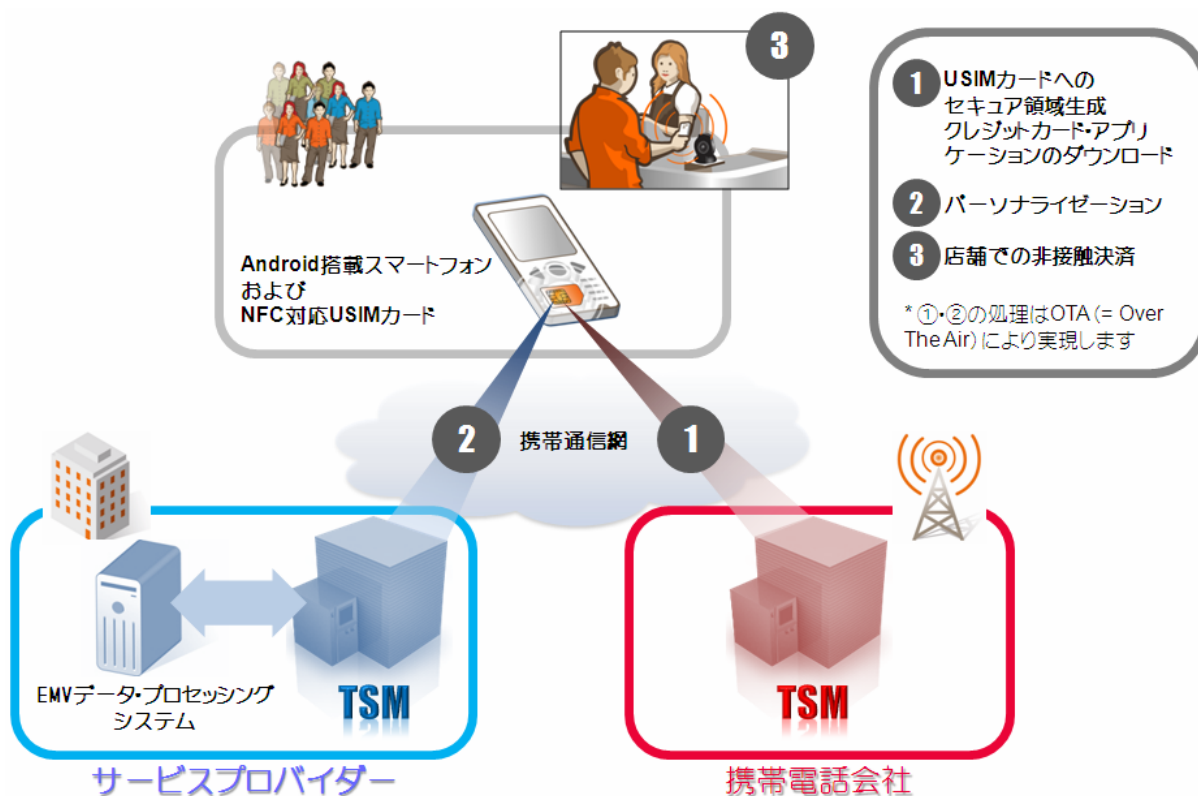 3
1
USIMカードへの
セキュア領域生成
クレジットカード・アプリ
ケーションのダウンロード
2
パーソナライゼーション
3
店舗での非接触決済
* ①・②の処理はOTA (= Over
The Air) により実現します
Android搭載スマートフォン
および
NFC対応USIMカード
2
携帯通信網
1
EMVデータ・プロセッシング
システム
TSM
TSM
サービスプロバイダー
携帯電話会社